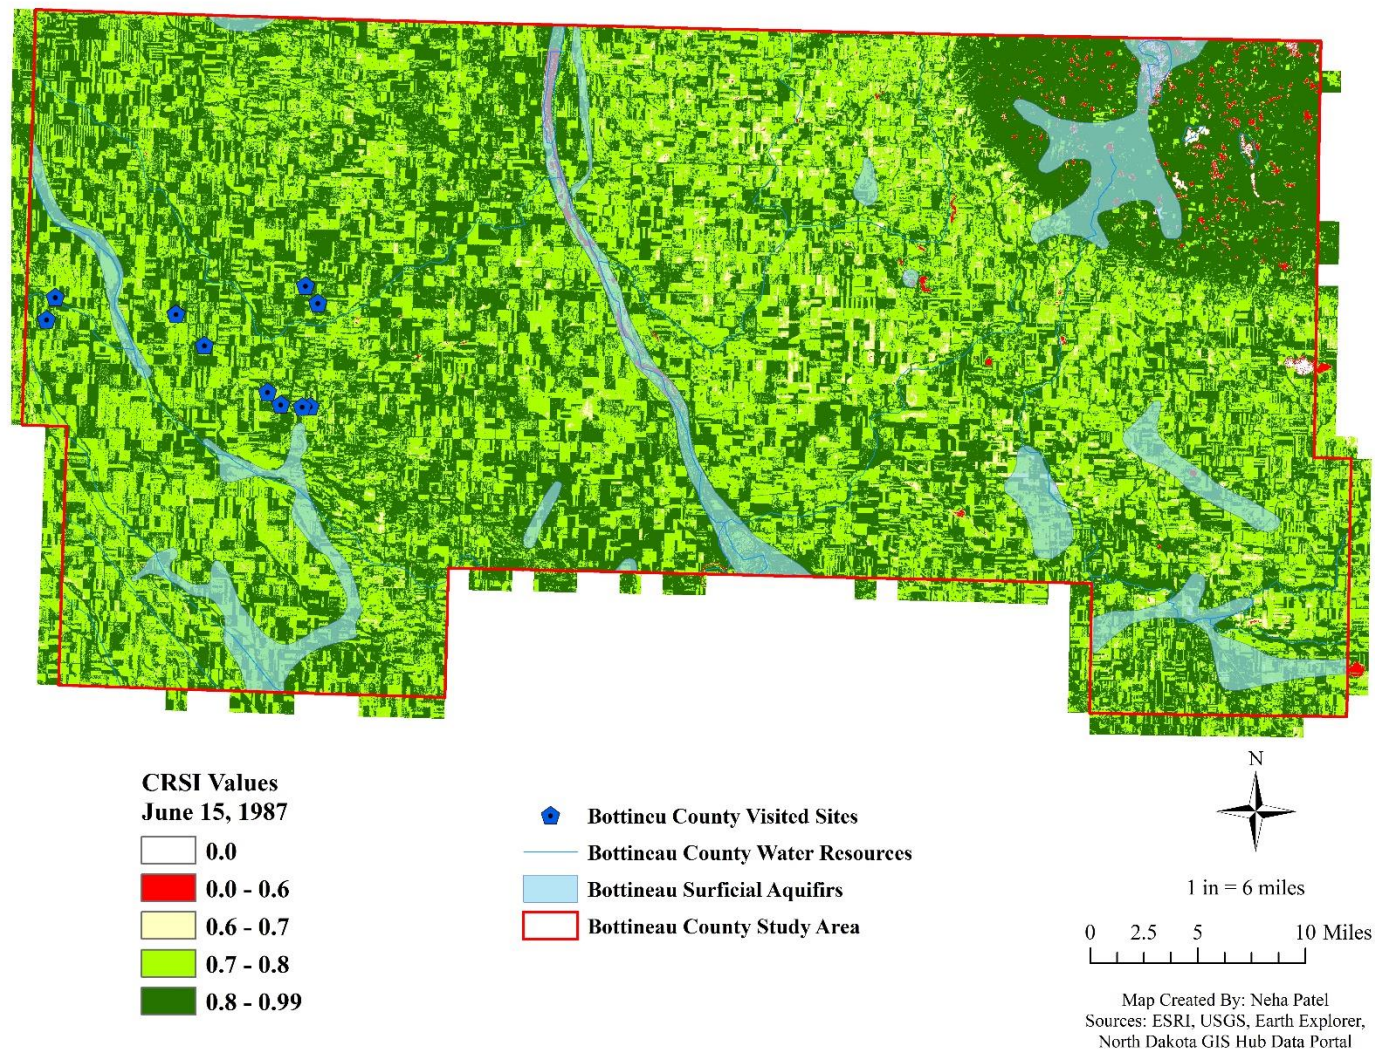 CRSI Values
June 15, 1987
0.0
0.0 - 0.6
0.6 - 0.7
0.7 - 0.8
0.8 - 0.99
Bottineu County Visited Sites
Bottineau County Water Resources
Bottineau Surficial Aquifirs
Bottineau County Study Area
N
1 in = 6 miles
0 2.5 5 10 Miles
Map Created By: Neha Patel
Sources: ESRI, USGS, Earth Explorer,
North Dakota GIS Hub Data Portal